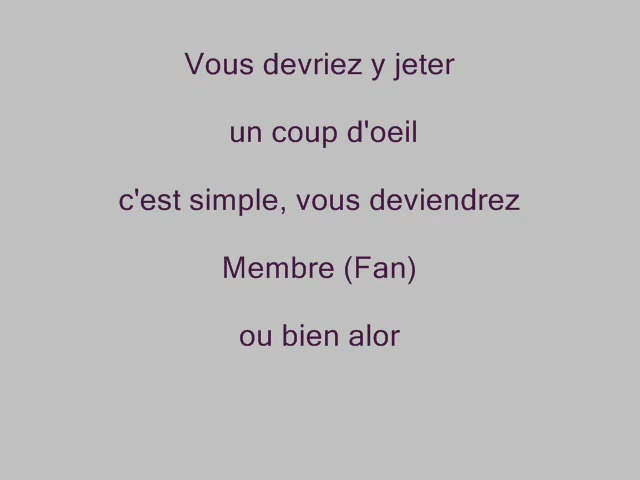 Vous devriez y jeter
un coup d'oeil
c'est simple, vous deviendrez
Membre (Fan)
ou bien alor